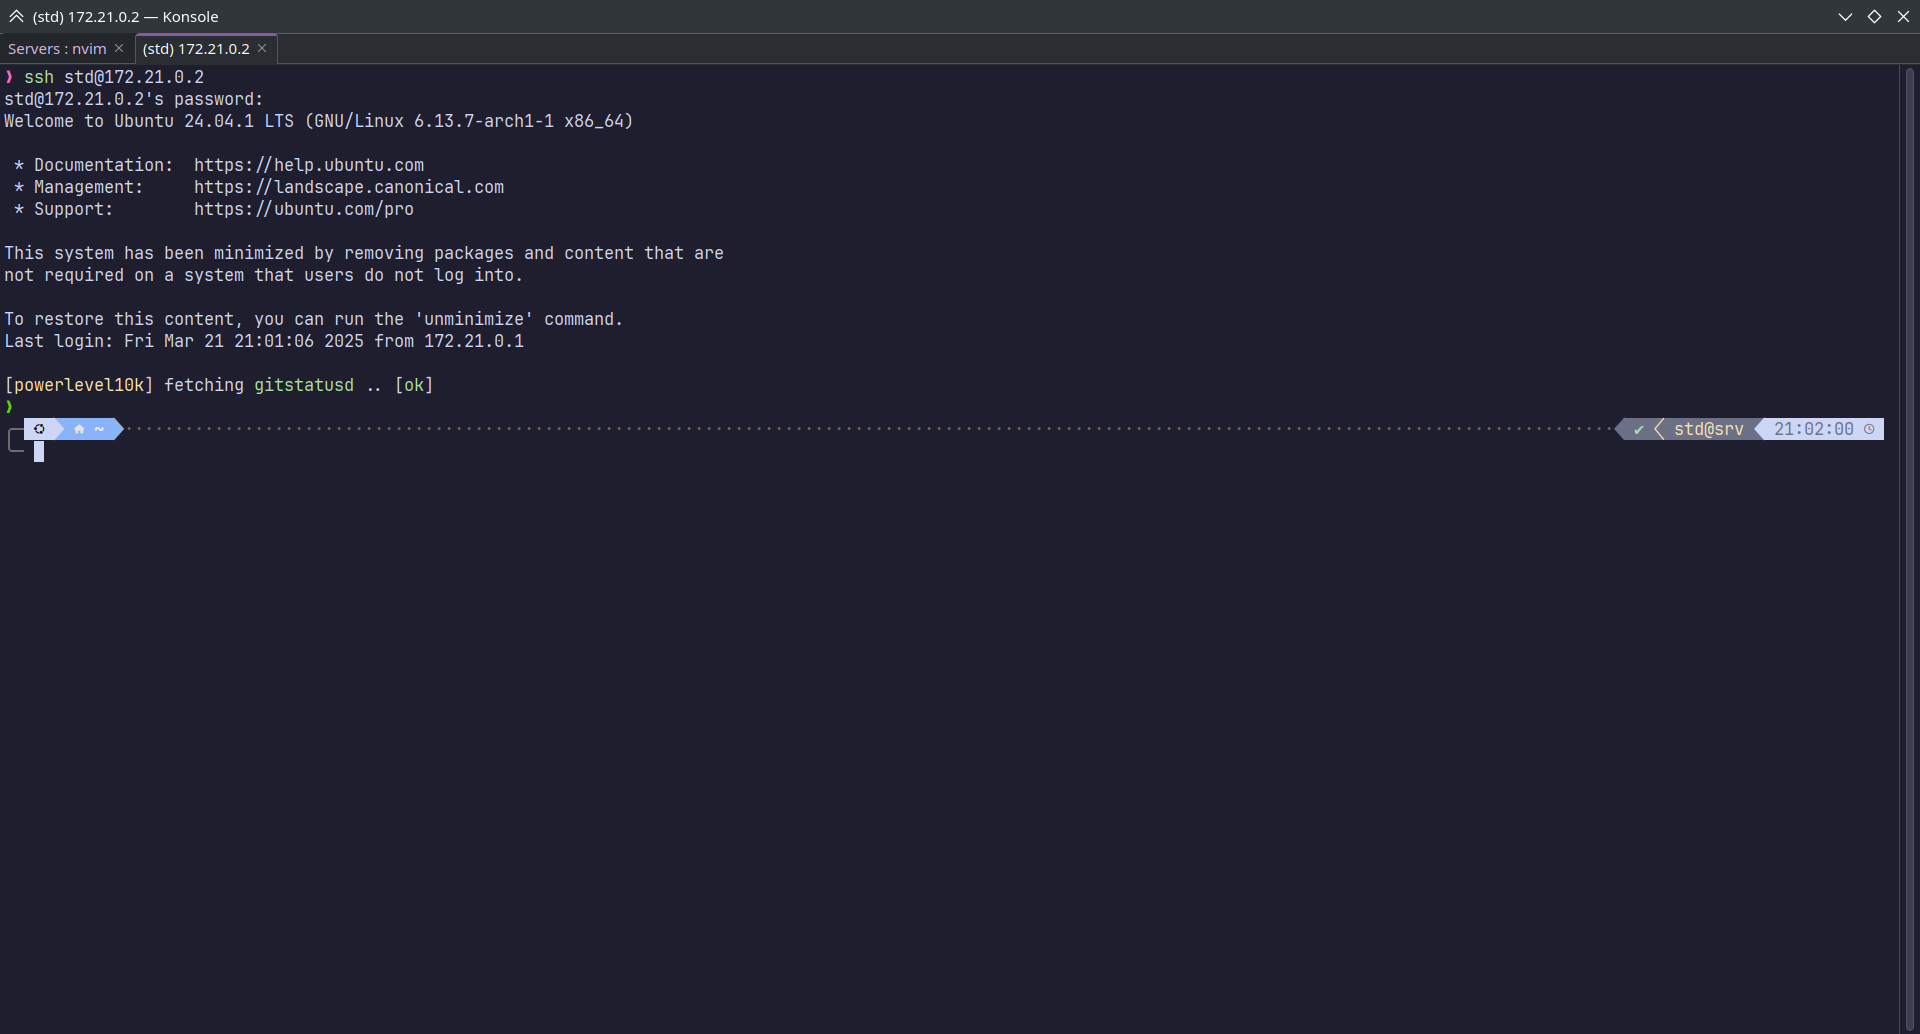 (std) 172.21.0.2 — Konsole
Servers : nvim
(std) 172.21.0.2
❱ ssh std@172.21.0.2
std@172.21.0.2's password:
Welcome to Ubuntu 24.04.1 LTS (GNU/Linux 6.13.7-arch1-1 x86_64)
* Documentation:  https://help.ubuntu.com
* Management:     https://landscape.canonical.com
* Support:        https://ubuntu.com/pro
This system has been minimized by removing packages and content that are
not required on a system that users do not log into.
To restore this content, you can run the 'unminimize' command.
Last login: Fri Mar 21 21:01:06 2025 from 172.21.0.1
[powerlevel10k] fetching gitstatusd .. [ok]
❱
~ ✔ std@srv 21:02:00